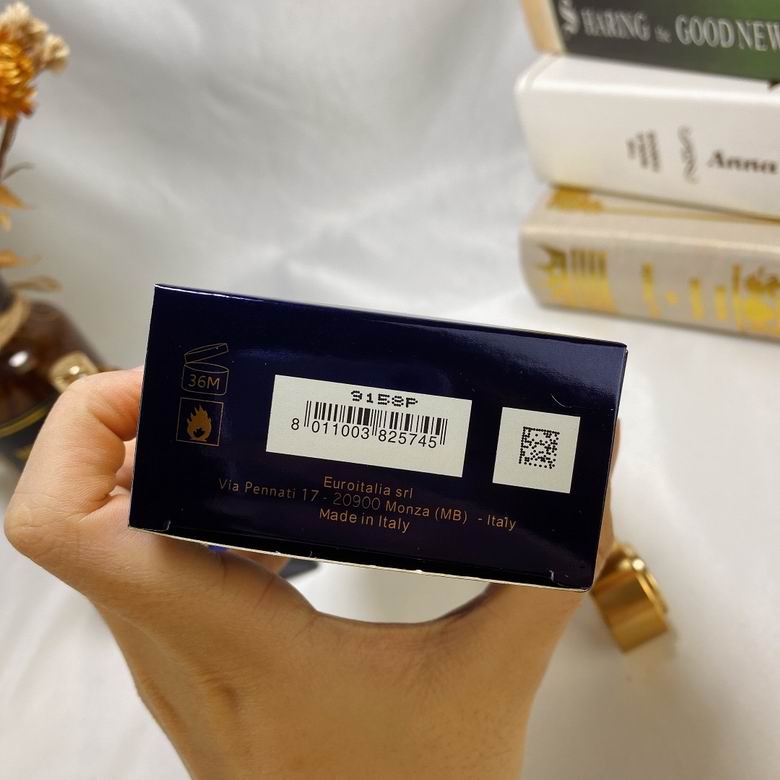 SHARING the GOOD NEW
Anna
36M
9158P
8 011003 825745
Euroitalia srl
Via Pennati 17 - 20900 Monza (MB) - Italy
Made in Italy